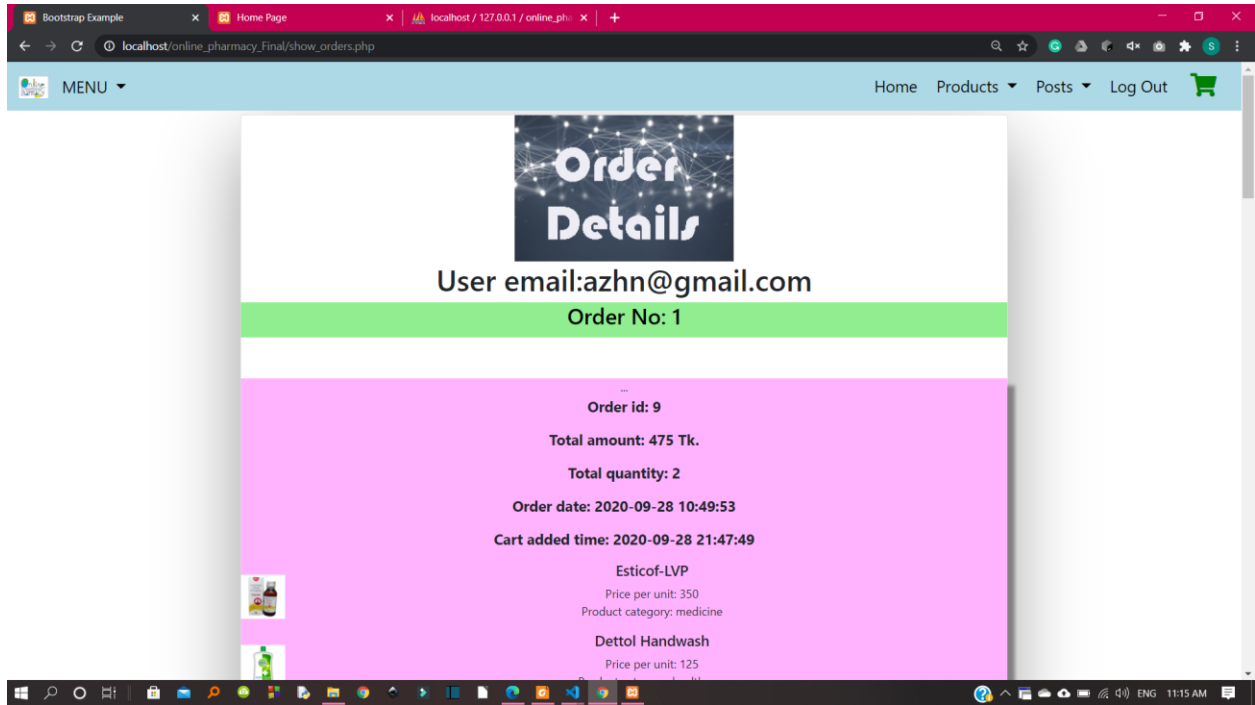 Bootstrap Example
Home Page
localhost / 127.0.0.1 / online_pha
localhost/online_pharmacy_Final/show_orders.php
S
MENU
Home Products Posts Log Out
Order
Details
User email:azhn@gmail.com
Order No: 1
...
Order id: 9
Total amount: 475 Tk.
Total quantity: 2
Order date: 2020-09-28 10:49:53
Cart added time: 2020-09-28 21:47:49
Esticof-LVP
Price per unit: 350
Product category: medicine
Dettol Handwash
Price per unit: 125
ENG 11:15 AM